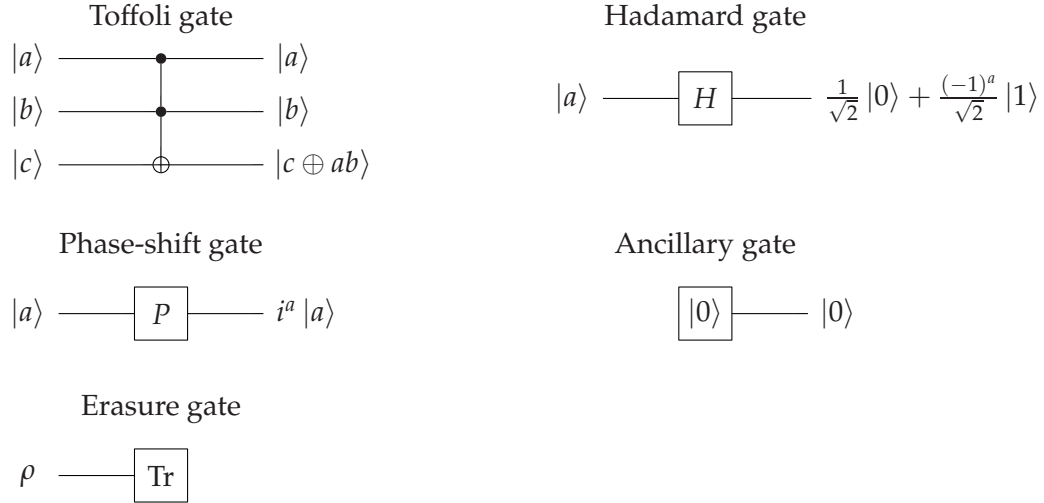 Toffoli gate
|a⟩ |a⟩
|b⟩ |b⟩
|c⟩ |c ⊕ ab⟩
Hadamard gate
|a⟩ H 1/√2 |0⟩ + (−1)^a/√2 |1⟩
Phase-shift gate
|a⟩ P i^a |a⟩
Ancillary gate
|0⟩ |0⟩
Erasure gate
ρ Tr